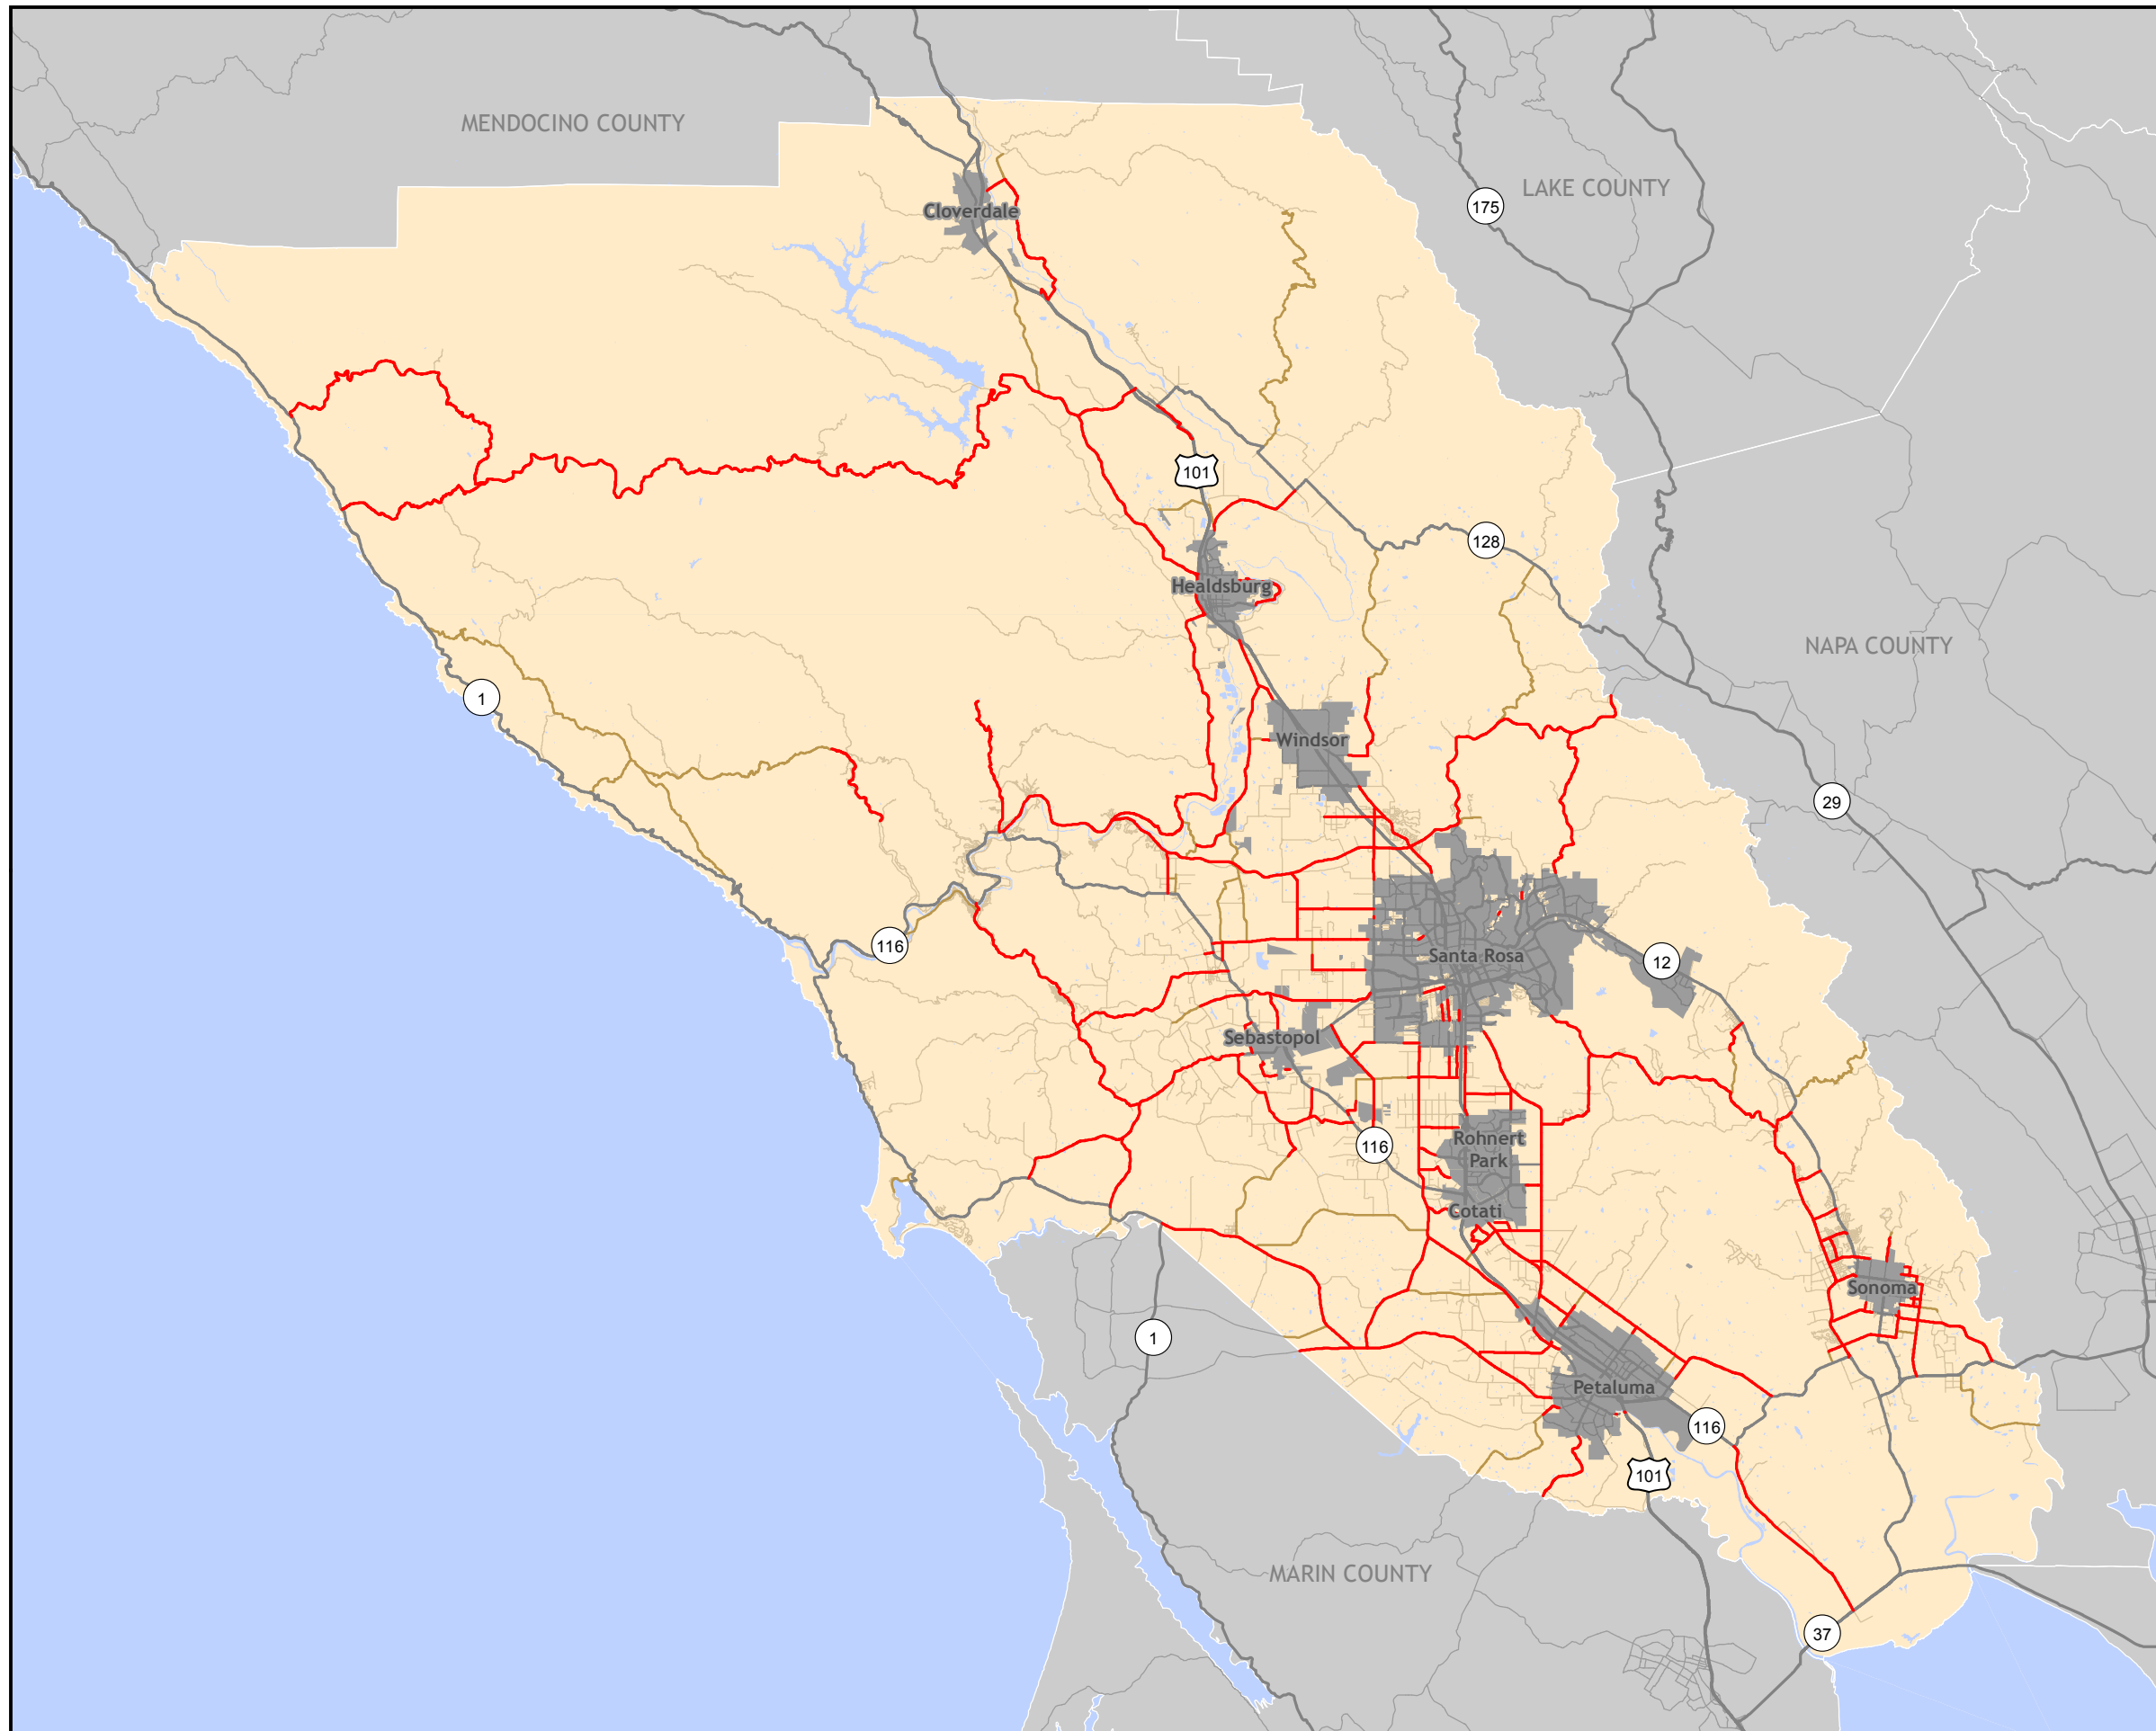 MENDOCINO COUNTY
LAKE COUNTY
175
Cloverdale
101
128
Healdsburg
NAPA COUNTY
1
Windsor
29
116
Santa Rosa
12
Sebastopol
116
Rohnert
Park
Cotati
Sonoma
1
Petaluma
116
101
MARIN COUNTY
37